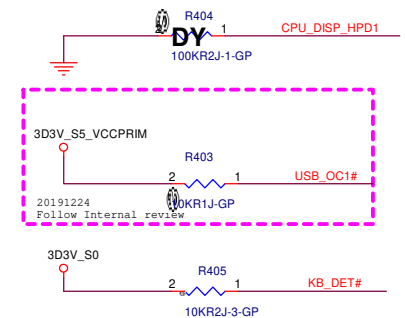 R404
2 DY 1 CPU_DISP_HPD1
100KR2J-1-GP
3D3V_S5_VCCPRIM
R403
2 1 USB_OC1#
10KR1J-GP
20191224
Follow Internal review
3D3V_S0
R405
2 1 KB_DET#
10KR2J-3-GP